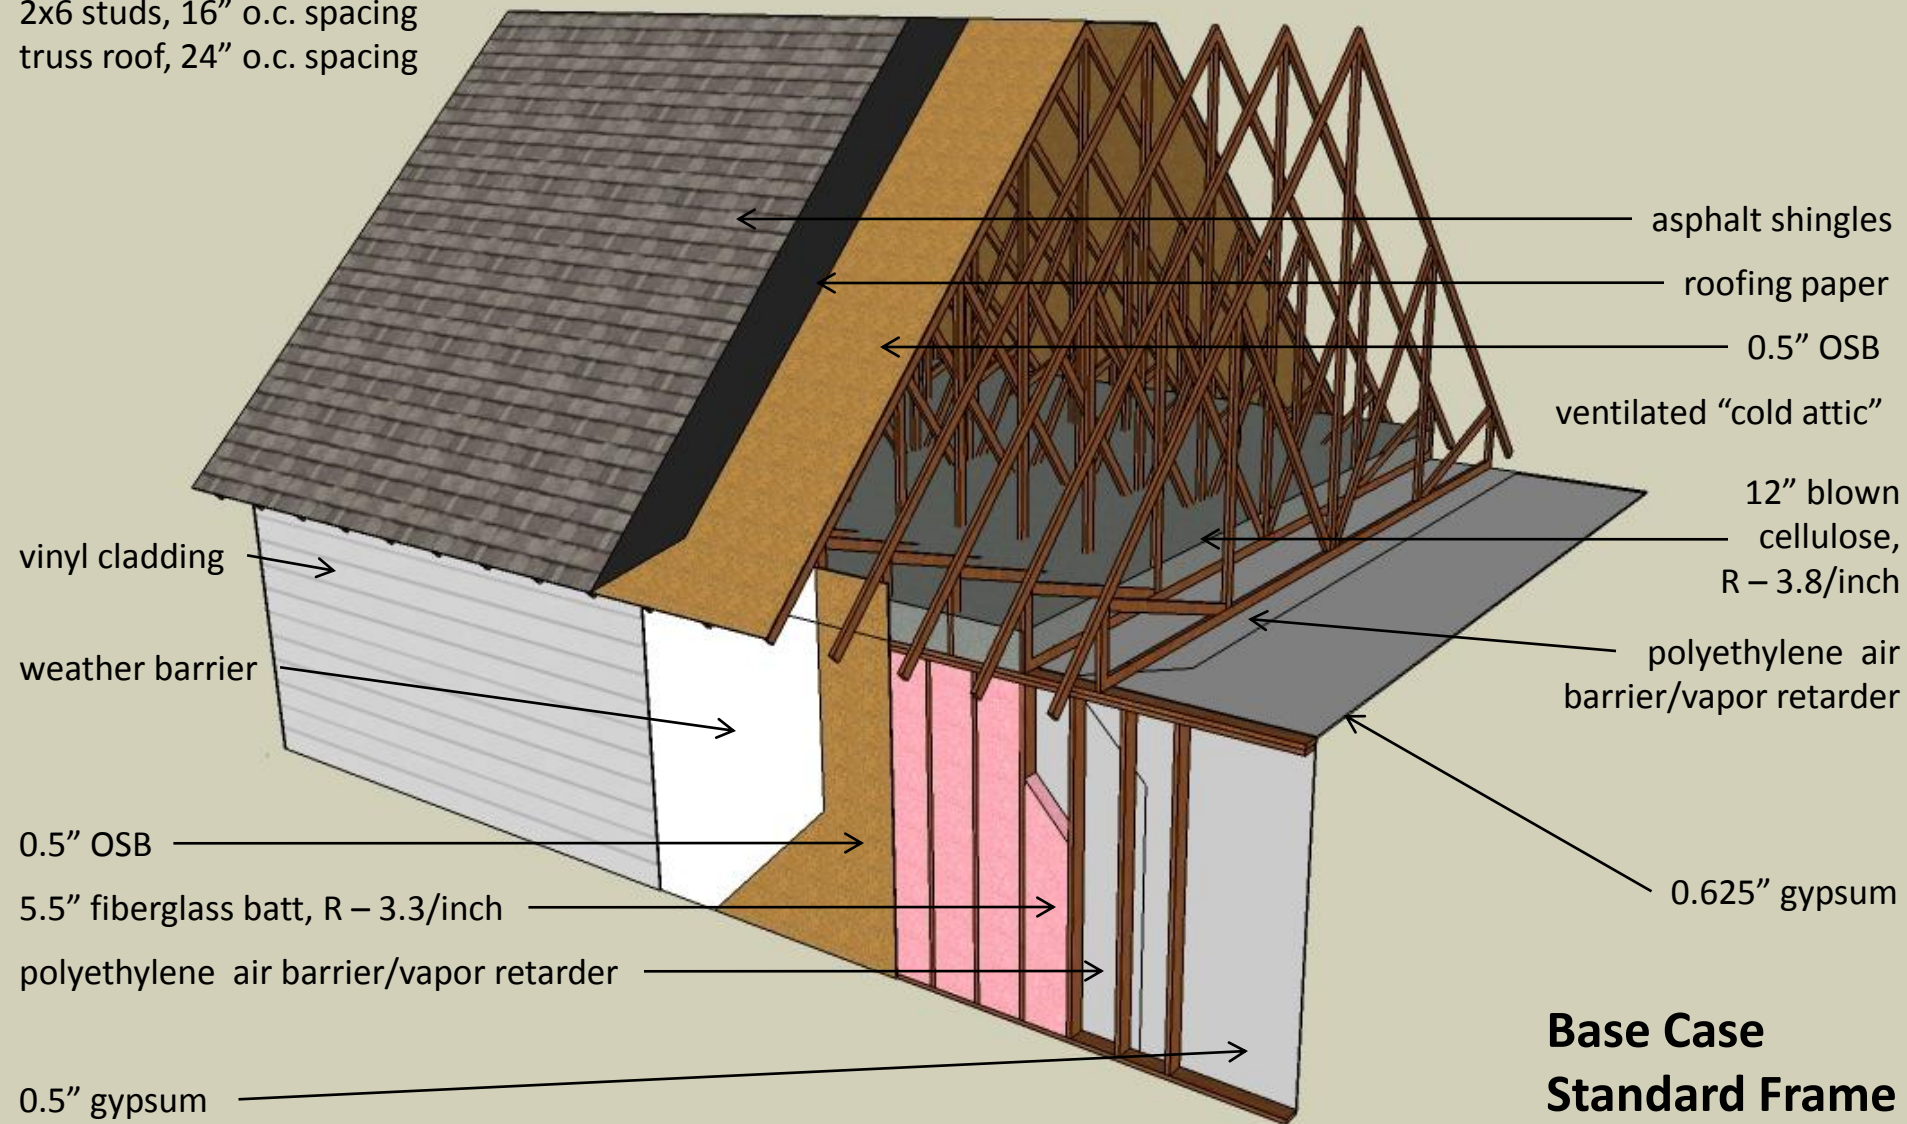 2x6 studs, 16” o.c. spacing
truss roof, 24” o.c. spacing
asphalt shingles
roofing paper
0.5” OSB
ventilated “cold attic”
12” blown
cellulose,
R – 3.8/inch
polyethylene air
barrier/vapor retarder
0.625” gypsum
vinyl cladding
weather barrier
0.5” OSB
5.5” fiberglass batt, R – 3.3/inch
polyethylene air barrier/vapor retarder
0.5” gypsum
Base Case
Standard Frame